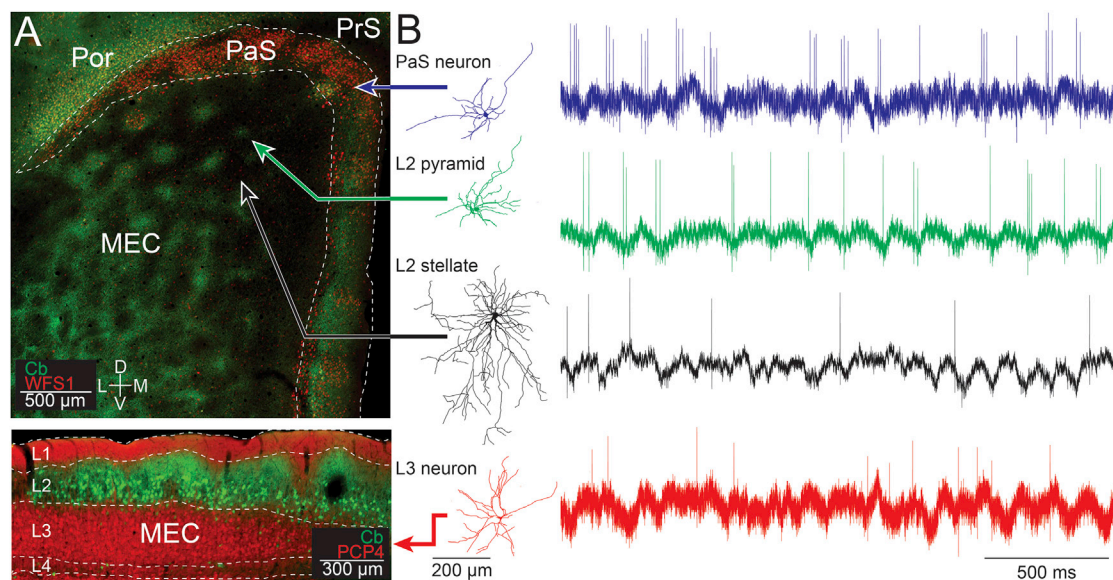 A
Por
PaS
PrS
MEC
Cb
WFS1
500 µm
D
L
M
V
L1
L2
L3
L4
MEC
Cb
PCP4
300 µm
B
PaS neuron
L2 pyramid
L2 stellate
L3 neuron
200 µm
500 ms